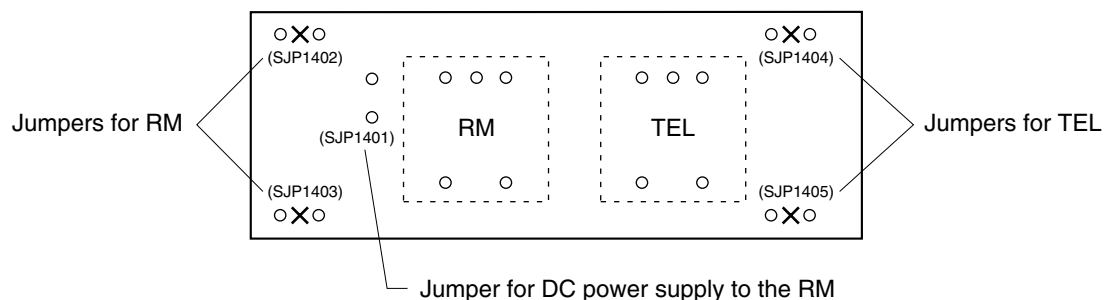 (SJP1402)
(SJP1404)
Jumpers for RM
(SJP1401)
RM
TEL
Jumpers for TEL
(SJP1403)
(SJP1405)
Jumper for DC power supply to the RM